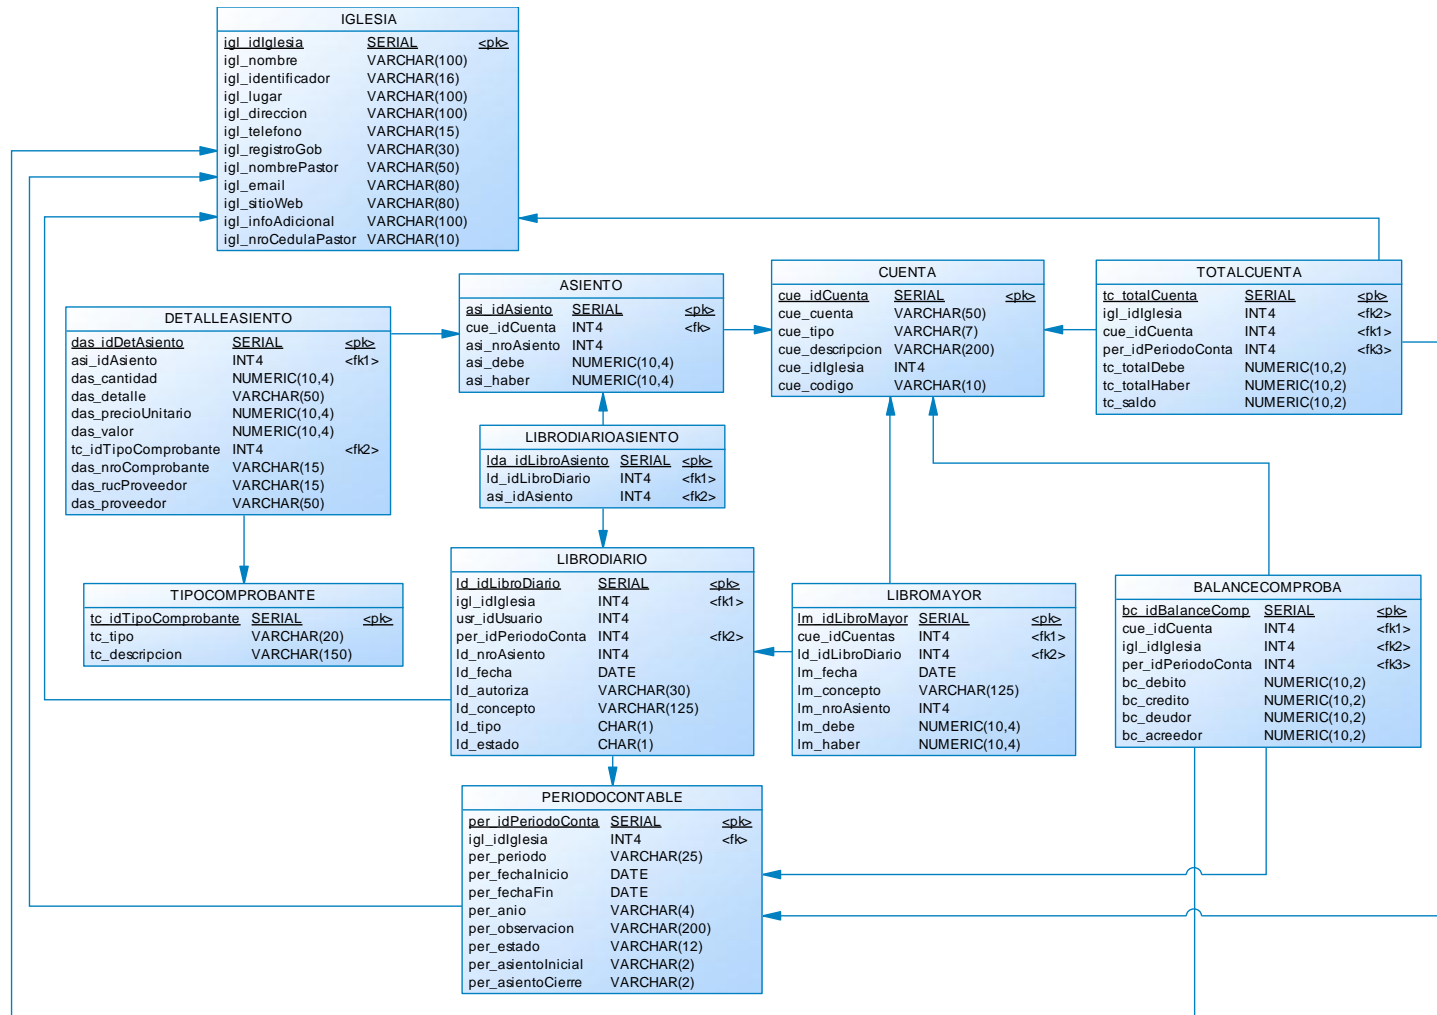 IGLESIA
igl_idIglesia SERIAL <pk>
igl_nombre VARCHAR(100)
igl_identificador VARCHAR(16)
igl_lugar VARCHAR(100)
igl_direccion VARCHAR(100)
igl_telefono VARCHAR(15)
igl_registroGob VARCHAR(30)
igl_nombrePastor VARCHAR(50)
igl_email VARCHAR(80)
igl_sitioWeb VARCHAR(80)
igl_infoAdicional VARCHAR(100)
igl_nroCedulaPastor VARCHAR(10)
DETALLEASIENTO
das_idDetAsiento SERIAL <pk>
asi_idAsiento INT4 <fk1>
das_cantidad NUMERIC(10,4)
das_detalle VARCHAR(50)
das_precioUnitario NUMERIC(10,4)
das_valor NUMERIC(10,4)
tc_idTipoComprobante INT4 <fk2>
das_nroComprobante VARCHAR(15)
das_rucProveedor VARCHAR(15)
das_proveedor VARCHAR(50)
ASIENTO
asi_idAsiento SERIAL <pk>
cue_idCuenta INT4 <fk>
asi_nroAsiento INT4
asi_debe NUMERIC(10,4)
asi_haber NUMERIC(10,4)
CUENTA
cue_idCuenta SERIAL <pk>
cue_cuenta VARCHAR(50)
cue_tipo VARCHAR(7)
cue_descripcion VARCHAR(200)
cue_idIglesia INT4
cue_codigo VARCHAR(10)
TOTALCUENTA
tc_totalCuenta SERIAL <pk>
igl_idIglesia INT4 <fk2>
cue_idCuenta INT4 <fk1>
per_idPeriodoConta INT4 <fk3>
tc_totalDebe NUMERIC(10,2)
tc_totalHaber NUMERIC(10,2)
tc_saldo NUMERIC(10,2)
LIBRODIARIOASIENTO
lda_idLibroAsiento SERIAL <pk>
ld_idLibroDiario INT4 <fk1>
asi_idAsiento INT4 <fk2>
TIPOCOMPROBANTE
tc_idTipoComprobante SERIAL <pk>
tc_tipo VARCHAR(20)
tc_descripcion VARCHAR(150)
LIBRODIARIO
ld_idLibroDiario SERIAL <pk>
igl_idIglesia INT4 <fk1>
usr_idUsuario INT4
per_idPeriodoConta INT4 <fk2>
ld_nroAsiento INT4
ld_fecha DATE
ld_autoriza VARCHAR(30)
ld_concepto VARCHAR(125)
ld_tipo CHAR(1)
ld_estado CHAR(1)
LIBROMAYOR
lm_idLibroMayor SERIAL <pk>
cue_idCuentas INT4 <fk1>
ld_idLibroDiario INT4 <fk2>
lm_fecha DATE
lm_concepto VARCHAR(125)
lm_nroAsiento INT4
lm_debe NUMERIC(10,4)
lm_haber NUMERIC(10,4)
BALANCECOMPROBA
bc_idBalanceComp SERIAL <pk>
cue_idCuenta INT4 <fk1>
igl_idIglesia INT4 <fk2>
per_idPeriodoConta INT4 <fk3>
bc_debito NUMERIC(10,2)
bc_credito NUMERIC(10,2)
bc_deudor NUMERIC(10,2)
bc_acreedor NUMERIC(10,2)
PERIODOCONTABLE
per_idPeriodoConta SERIAL <pk>
igl_idIglesia INT4 <fk>
per_periodo VARCHAR(25)
per_fechaInicio DATE
per_fechaFin DATE
per_anio VARCHAR(4)
per_observacion VARCHAR(200)
per_estado VARCHAR(12)
per_asientoInicial VARCHAR(2)
per_asientoCierre VARCHAR(2)